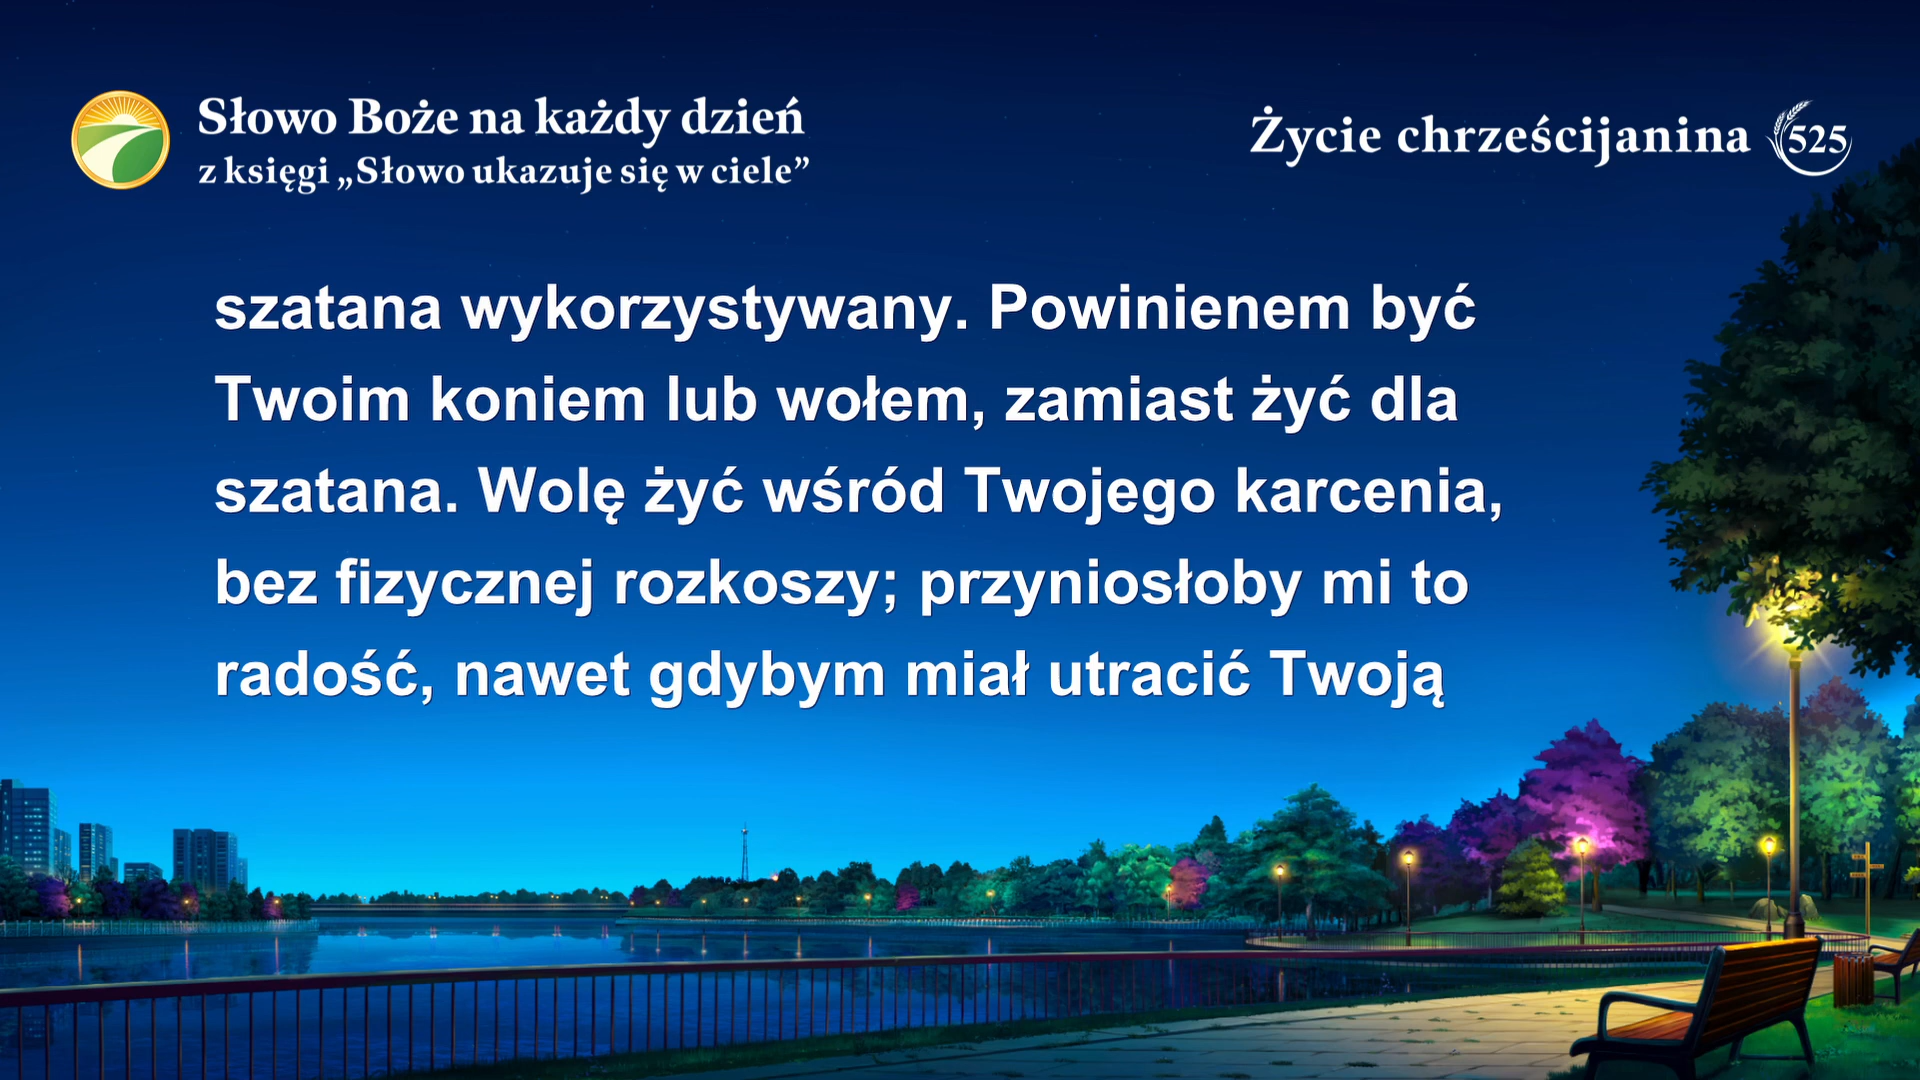 Słowo Boże na każdy dzień
z księgi „Słowo ukazuje się w ciele”
Życie chrześcijanina 525
szatana wykorzystywany. Powinienem być
Twoim koniem lub wołem, zamiast żyć dla
szatana. Wolę żyć wśród Twojego karcenia,
bez fizycznej rozkoszy; przyniosłoby mi to
radość, nawet gdybym miał utracić Twoją